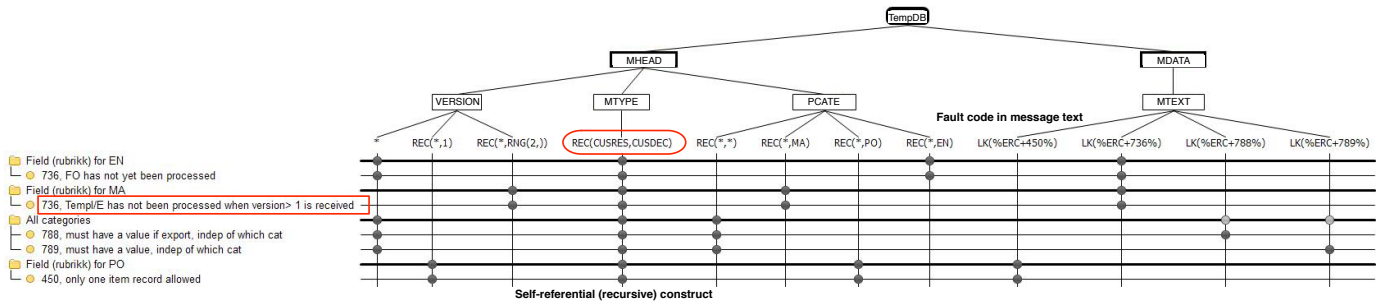 TempDB
MHEAD
MDATA
VERSION
MTYPE
PCATE
MTEXT
Fault code in message text
*
REC(*,1)
REC(*,RNG(2,))
REC(CUSRES,CUSDEC)
REC(*,*)
REC(*,MA)
REC(*,PO)
REC(*,EN)
LK(%ERC+450%)
LK(%ERC+736%)
LK(%ERC+788%)
LK(%ERC+789%)
Field (rubrikk) for EN
736, FO has not yet been processed
Field (rubrikk) for MA
736, Templ/E has not been processed when version> 1 is received
All categories
788, must have a value if export, indep of which cat
789, must have a value, indep of which cat
Field (rubrikk) for PO
450, only one item record allowed
Self-referential (recursive) construct